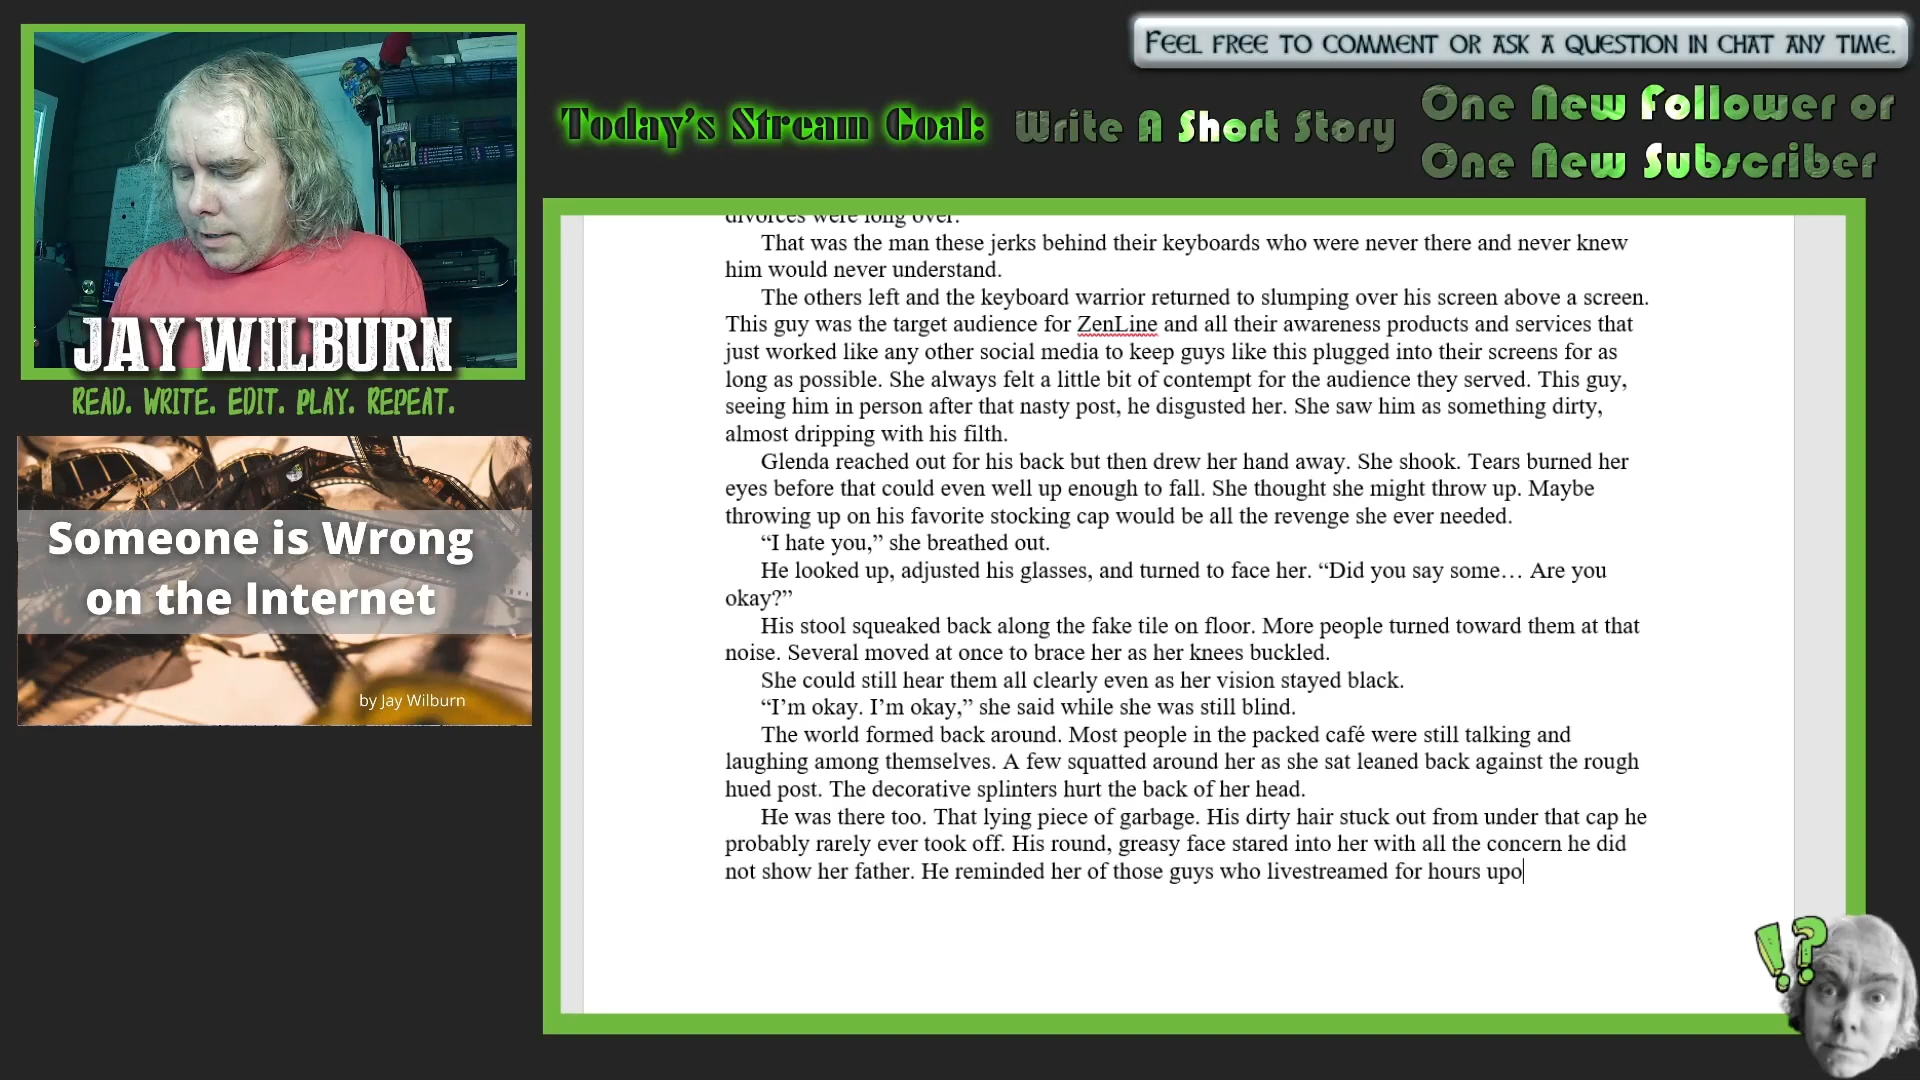 FEEL FREE TO COMMENT OR ASK A QUESTION IN CHAT ANY TIME.
Today's Stream Goal:
Write A Short Story
One New Follower or
One New Subscriber
JAY WILBURN
READ. WRITE. EDIT. PLAY. REPEAT.
Someone is Wrong
on the Internet
by Jay Wilburn
divorces were long over.
That was the man these jerks behind their keyboards who were never there and never knew
him would never understand.
The others left and the keyboard warrior returned to slumping over his screen above a screen.
This guy was the target audience for ZenLine and all their awareness products and services that
just worked like any other social media to keep guys like this plugged into their screens for as
long as possible. She always felt a little bit of contempt for the audience they served. This guy,
seeing him in person after that nasty post, he disgusted her. She saw him as something dirty,
almost dripping with his filth.
Glenda reached out for his back but then drew her hand away. She shook. Tears burned her
eyes before that could even well up enough to fall. She thought she might throw up. Maybe
throwing up on his favorite stocking cap would be all the revenge she ever needed.
“I hate you,” she breathed out.
He looked up, adjusted his glasses, and turned to face her. “Did you say some… Are you
okay?”
His stool squeaked back along the fake tile on floor. More people turned toward them at that
noise. Several moved at once to brace her as her knees buckled.
She could still hear them all clearly even as her vision stayed black.
“I’m okay. I’m okay,” she said while she was still blind.
The world formed back around. Most people in the packed café were still talking and
laughing among themselves. A few squatted around her as she sat leaned back against the rough
hued post. The decorative splinters hurt the back of her head.
He was there too. That lying piece of garbage. His dirty hair stuck out from under that cap he
probably rarely ever took off. His round, greasy face stared into her with all the concern he did
not show her father. He reminded her of those guys who livestreamed for hours upo
!?